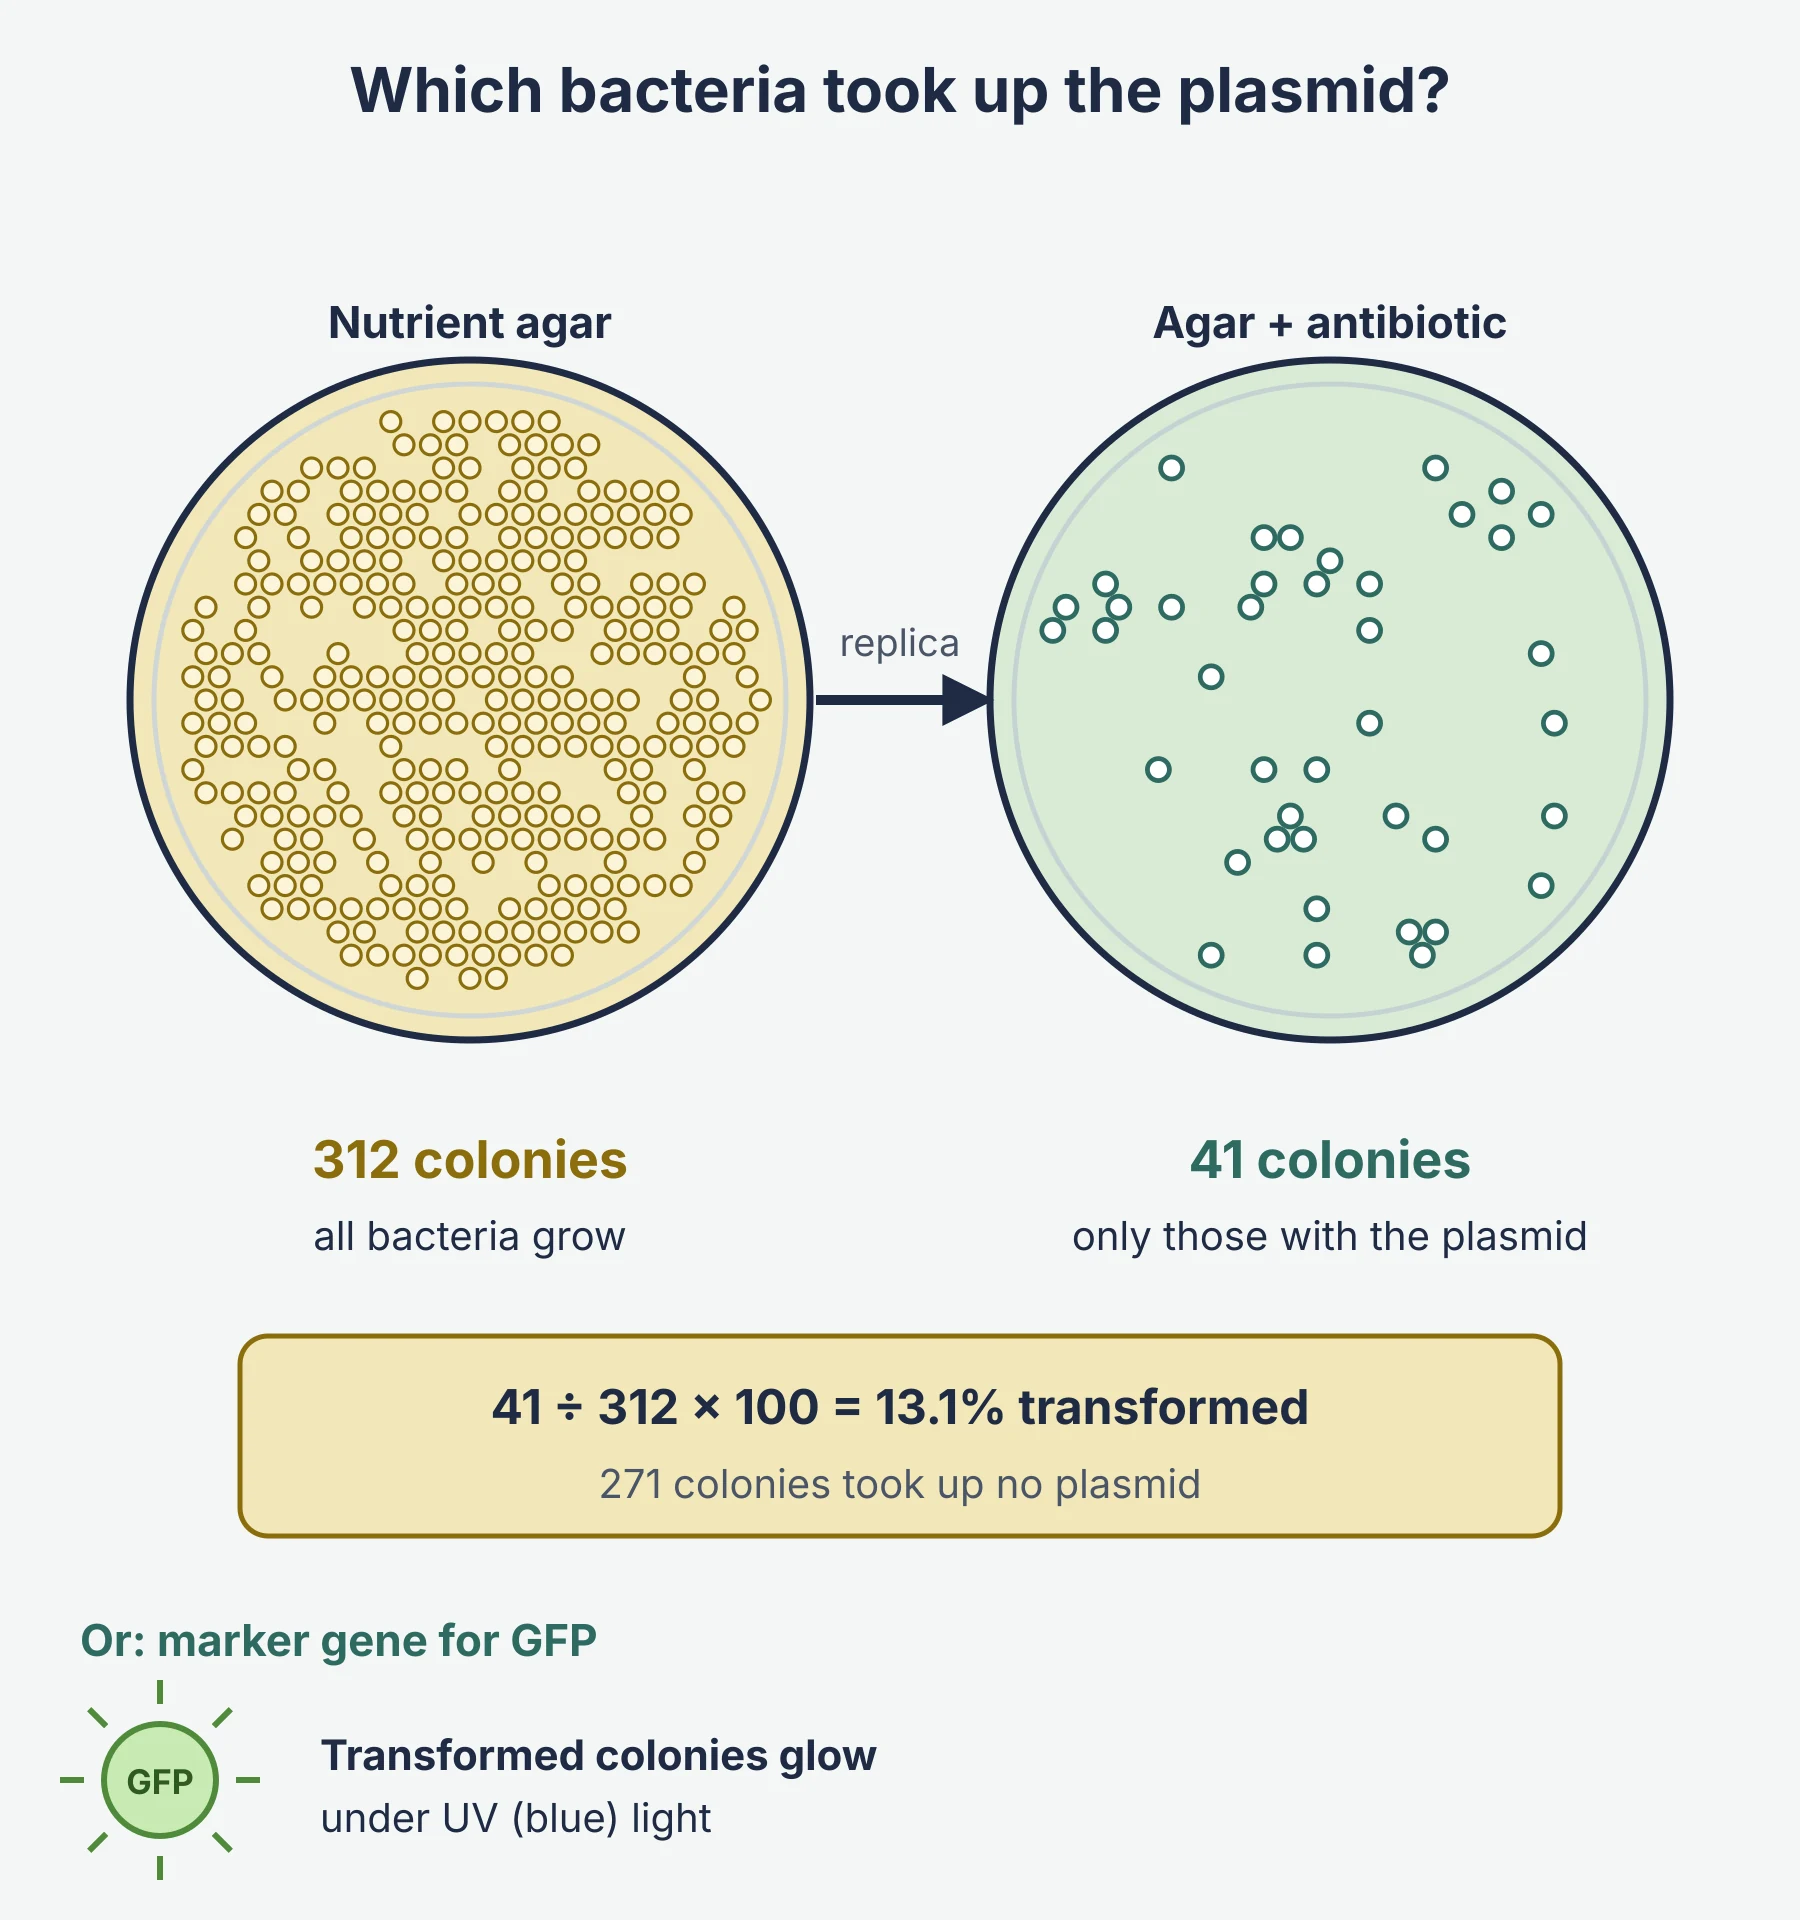 Which bacteria took up the plasmid?
Nutrient agar
Agar + antibiotic
replica
312 colonies
all bacteria grow
41 colonies
only those with the plasmid
41 ÷ 312 × 100 = 13.1% transformed
271 colonies took up no plasmid
Or: marker gene for GFP
GFP
Transformed colonies glow
under UV (blue) light